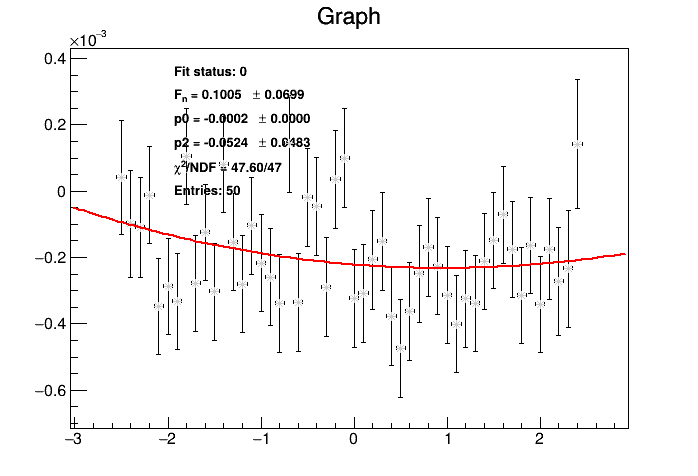 Graph
×10⁻³
Fit status: 0
Fₙ = 0.1005 ± 0.0699
p0 = -0.0002 ± 0.0000
p2 = -0.0524 ± 0.0483
χ²/NDF = 47.60/47
Entries: 50
0.4
0.2
0
−0.2
−0.4
−0.6
−3 −2 −1 0 1 2